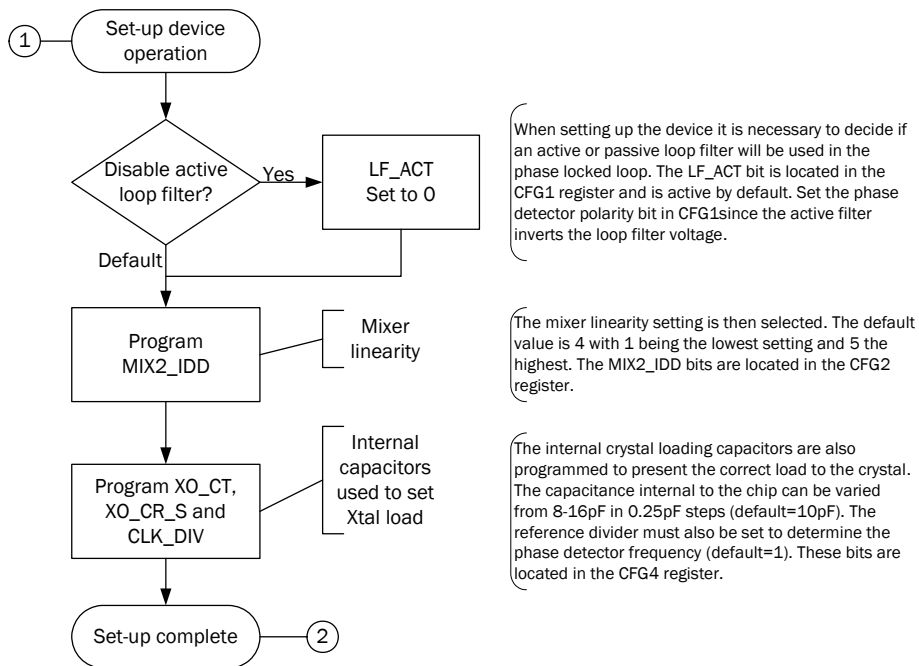 1
Set-up device
operation
Disable active
loop filter?
Yes
LF_ACT
Set to 0
Default
When setting up the device it is necessary to decide if
an active or passive loop filter will be used in the
phase locked loop. The LF_ACT bit is located in the
CFG1 register and is active by default. Set the phase
detector polarity bit in CFG1since the active filter
inverts the loop filter voltage.
Program
MIX2_IDD
Mixer
linearity
The mixer linearity setting is then selected. The default
value is 4 with 1 being the lowest setting and 5 the
highest. The MIX2_IDD bits are located in the CFG2
register.
Program XO_CT,
XO_CR_S and
CLK_DIV
Internal
capacitors
used to set
Xtal load
The internal crystal loading capacitors are also
programmed to present the correct load to the crystal.
The capacitance internal to the chip can be varied
from 8-16pF in 0.25pF steps (default=10pF). The
reference divider must also be set to determine the
phase detector frequency (default=1). These bits are
located in the CFG4 register.
Set-up complete
2